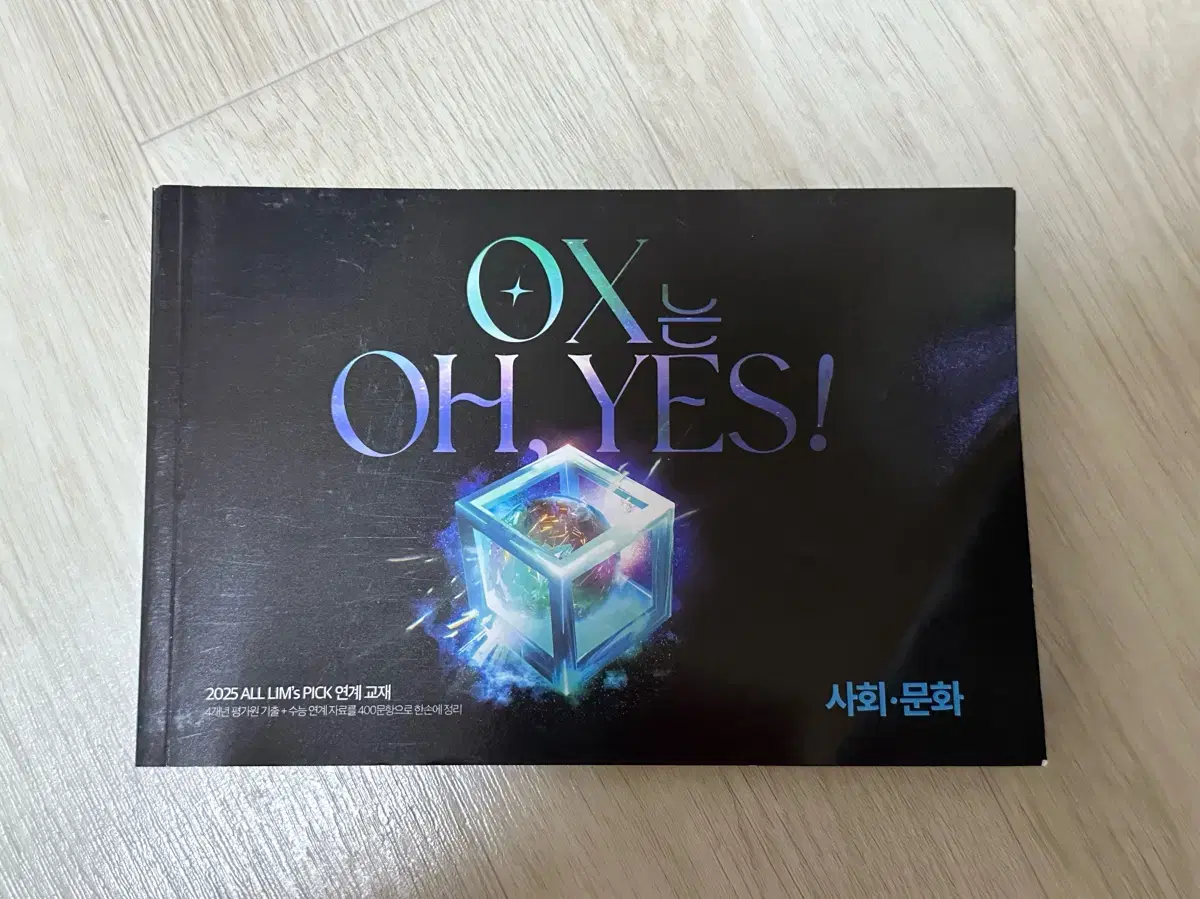 OX는
OH, YES!
2025 ALL LIM's PICK 연계 교재
4개년 평가원 기출 + 수능 연계 자료를 400문항으로 한손에 정리
사회·문화